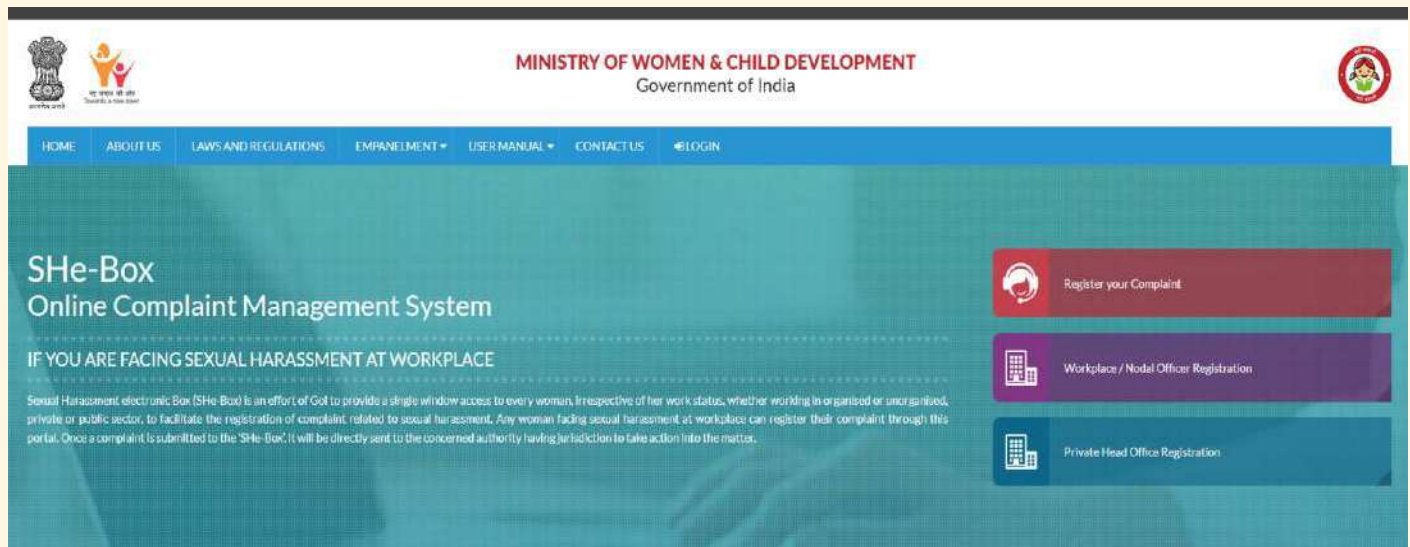 MINISTRY OF WOMEN & CHILD DEVELOPMENT
Government of India
Towards a new dawn
HOME ABOUT US LAWS AND REGULATIONS EMPANELMENT USER MANUAL CONTACT US LOGIN
SHe-Box
Online Complaint Management System
IF YOU ARE FACING SEXUAL HARASSMENT AT WORKPLACE
Sexual Harassment electronic Box (SHe-Box) is an effort of GoI to provide a single window access to every woman, irrespective of her work status, whether working in organised or unorganised,
private or public sector, to facilitate the registration of complaint related to sexual harassment. Any woman facing sexual harassment at workplace can register their complaint through this
portal. Once a complaint is submitted to the 'SHe-Box', it will be directly sent to the concerned authority having jurisdiction to take action into the matter.
Register your Complaint
Workplace / Nodal Officer Registration
Private Head Office Registration